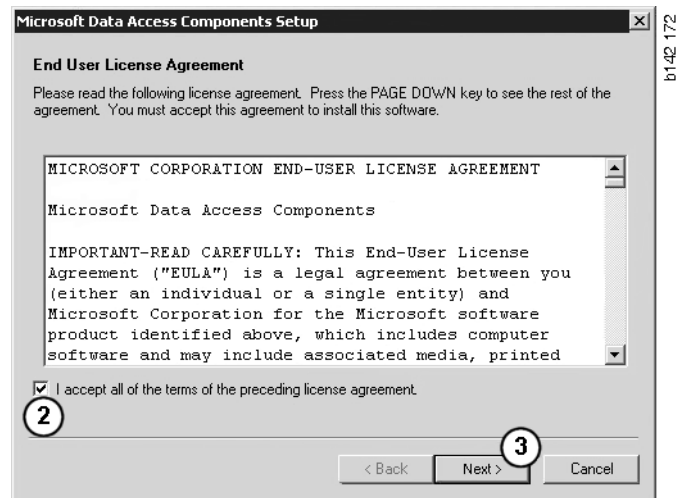 Microsoft Data Access Components Setup
b142 172
End User License Agreement
Please read the following license agreement. Press the PAGE DOWN key to see the rest of the
agreement. You must accept this agreement to install this software.
MICROSOFT CORPORATION END-USER LICENSE AGREEMENT
Microsoft Data Access Components
IMPORTANT-READ CAREFULLY: This End-User License
Agreement ("EULA") is a legal agreement between you
(either an individual or a single entity) and
Microsoft Corporation for the Microsoft software
product identified above, which includes computer
software and may include associated media, printed
I accept all of the terms of the preceding license agreement.
2
3
< Back Next > Cancel